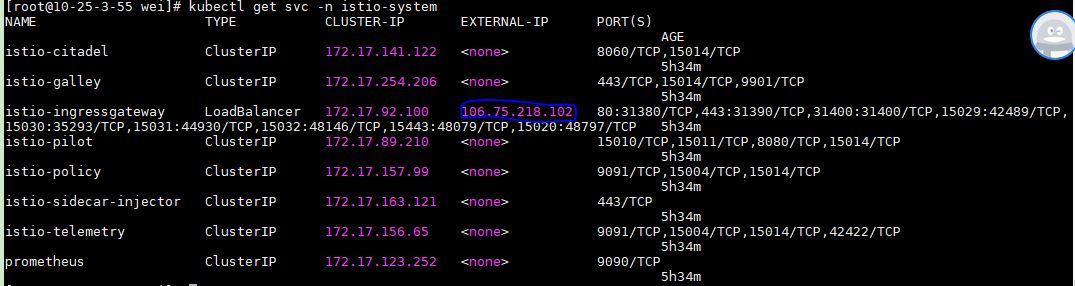 [root@10-25-3-55 wei]# kubectl get svc -n istio-system
NAME TYPE CLUSTER-IP EXTERNAL-IP PORT(S)
AGE
istio-citadel ClusterIP 172.17.141.122 <none> 8060/TCP,15014/TCP
5h34m
istio-galley ClusterIP 172.17.254.206 <none> 443/TCP,15014/TCP,9901/TCP
5h34m
istio-ingressgateway LoadBalancer 172.17.92.100 106.75.218.102 80:31380/TCP,443:31390/TCP,31400:31400/TCP,15029:42489/TCP,
15030:35293/TCP,15031:44930/TCP,15032:48146/TCP,15443:48079/TCP,15020:48797/TCP 5h34m
istio-pilot ClusterIP 172.17.89.210 <none> 15010/TCP,15011/TCP,8080/TCP,15014/TCP
5h34m
istio-policy ClusterIP 172.17.157.99 <none> 9091/TCP,15004/TCP,15014/TCP
5h34m
istio-sidecar-injector ClusterIP 172.17.163.121 <none> 443/TCP
5h34m
istio-telemetry ClusterIP 172.17.156.65 <none> 9091/TCP,15004/TCP,15014/TCP,42422/TCP
5h34m
prometheus ClusterIP 172.17.123.252 <none> 9090/TCP
5h34m